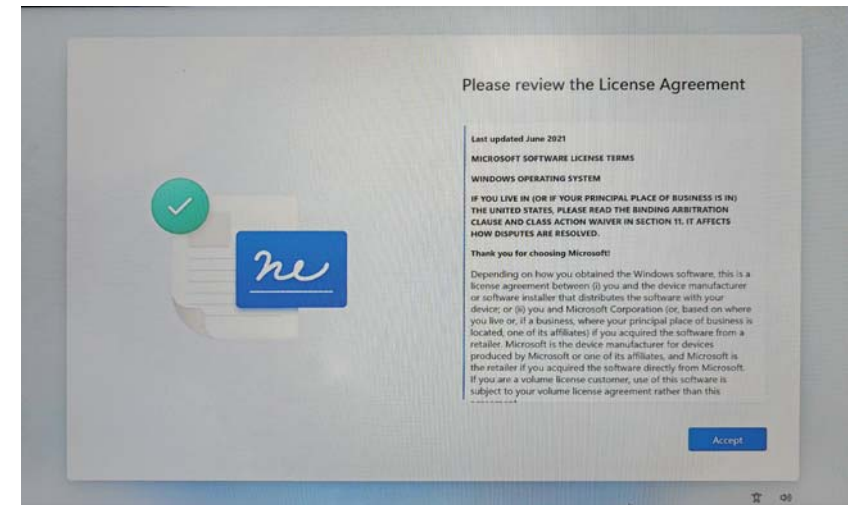 Please review the License Agreement
Last updated June 2021
MICROSOFT SOFTWARE LICENSE TERMS
WINDOWS OPERATING SYSTEM
IF YOU LIVE IN (OR IF YOUR PRINCIPAL PLACE OF BUSINESS IS IN)
THE UNITED STATES, PLEASE READ THE BINDING ARBITRATION
CLAUSE AND CLASS ACTION WAIVER IN SECTION 11. IT AFFECTS
HOW DISPUTES ARE RESOLVED.
Thank you for choosing Microsoft!
Depending on how you obtained the Windows software, this is a
license agreement between (i) you and the device manufacturer
or software installer that distributes the software with your
device; or (ii) you and Microsoft Corporation (or, based on where
you live or, if a business, where your principal place of business is
located, one of its affiliates) if you acquired the software from a
retailer. Microsoft is the device manufacturer for devices
produced by Microsoft or one of its affiliates, and Microsoft is
the retailer if you acquired the software directly from Microsoft.
If you are a volume license customer, use of this software is
subject to your volume license agreement rather than this
Accept